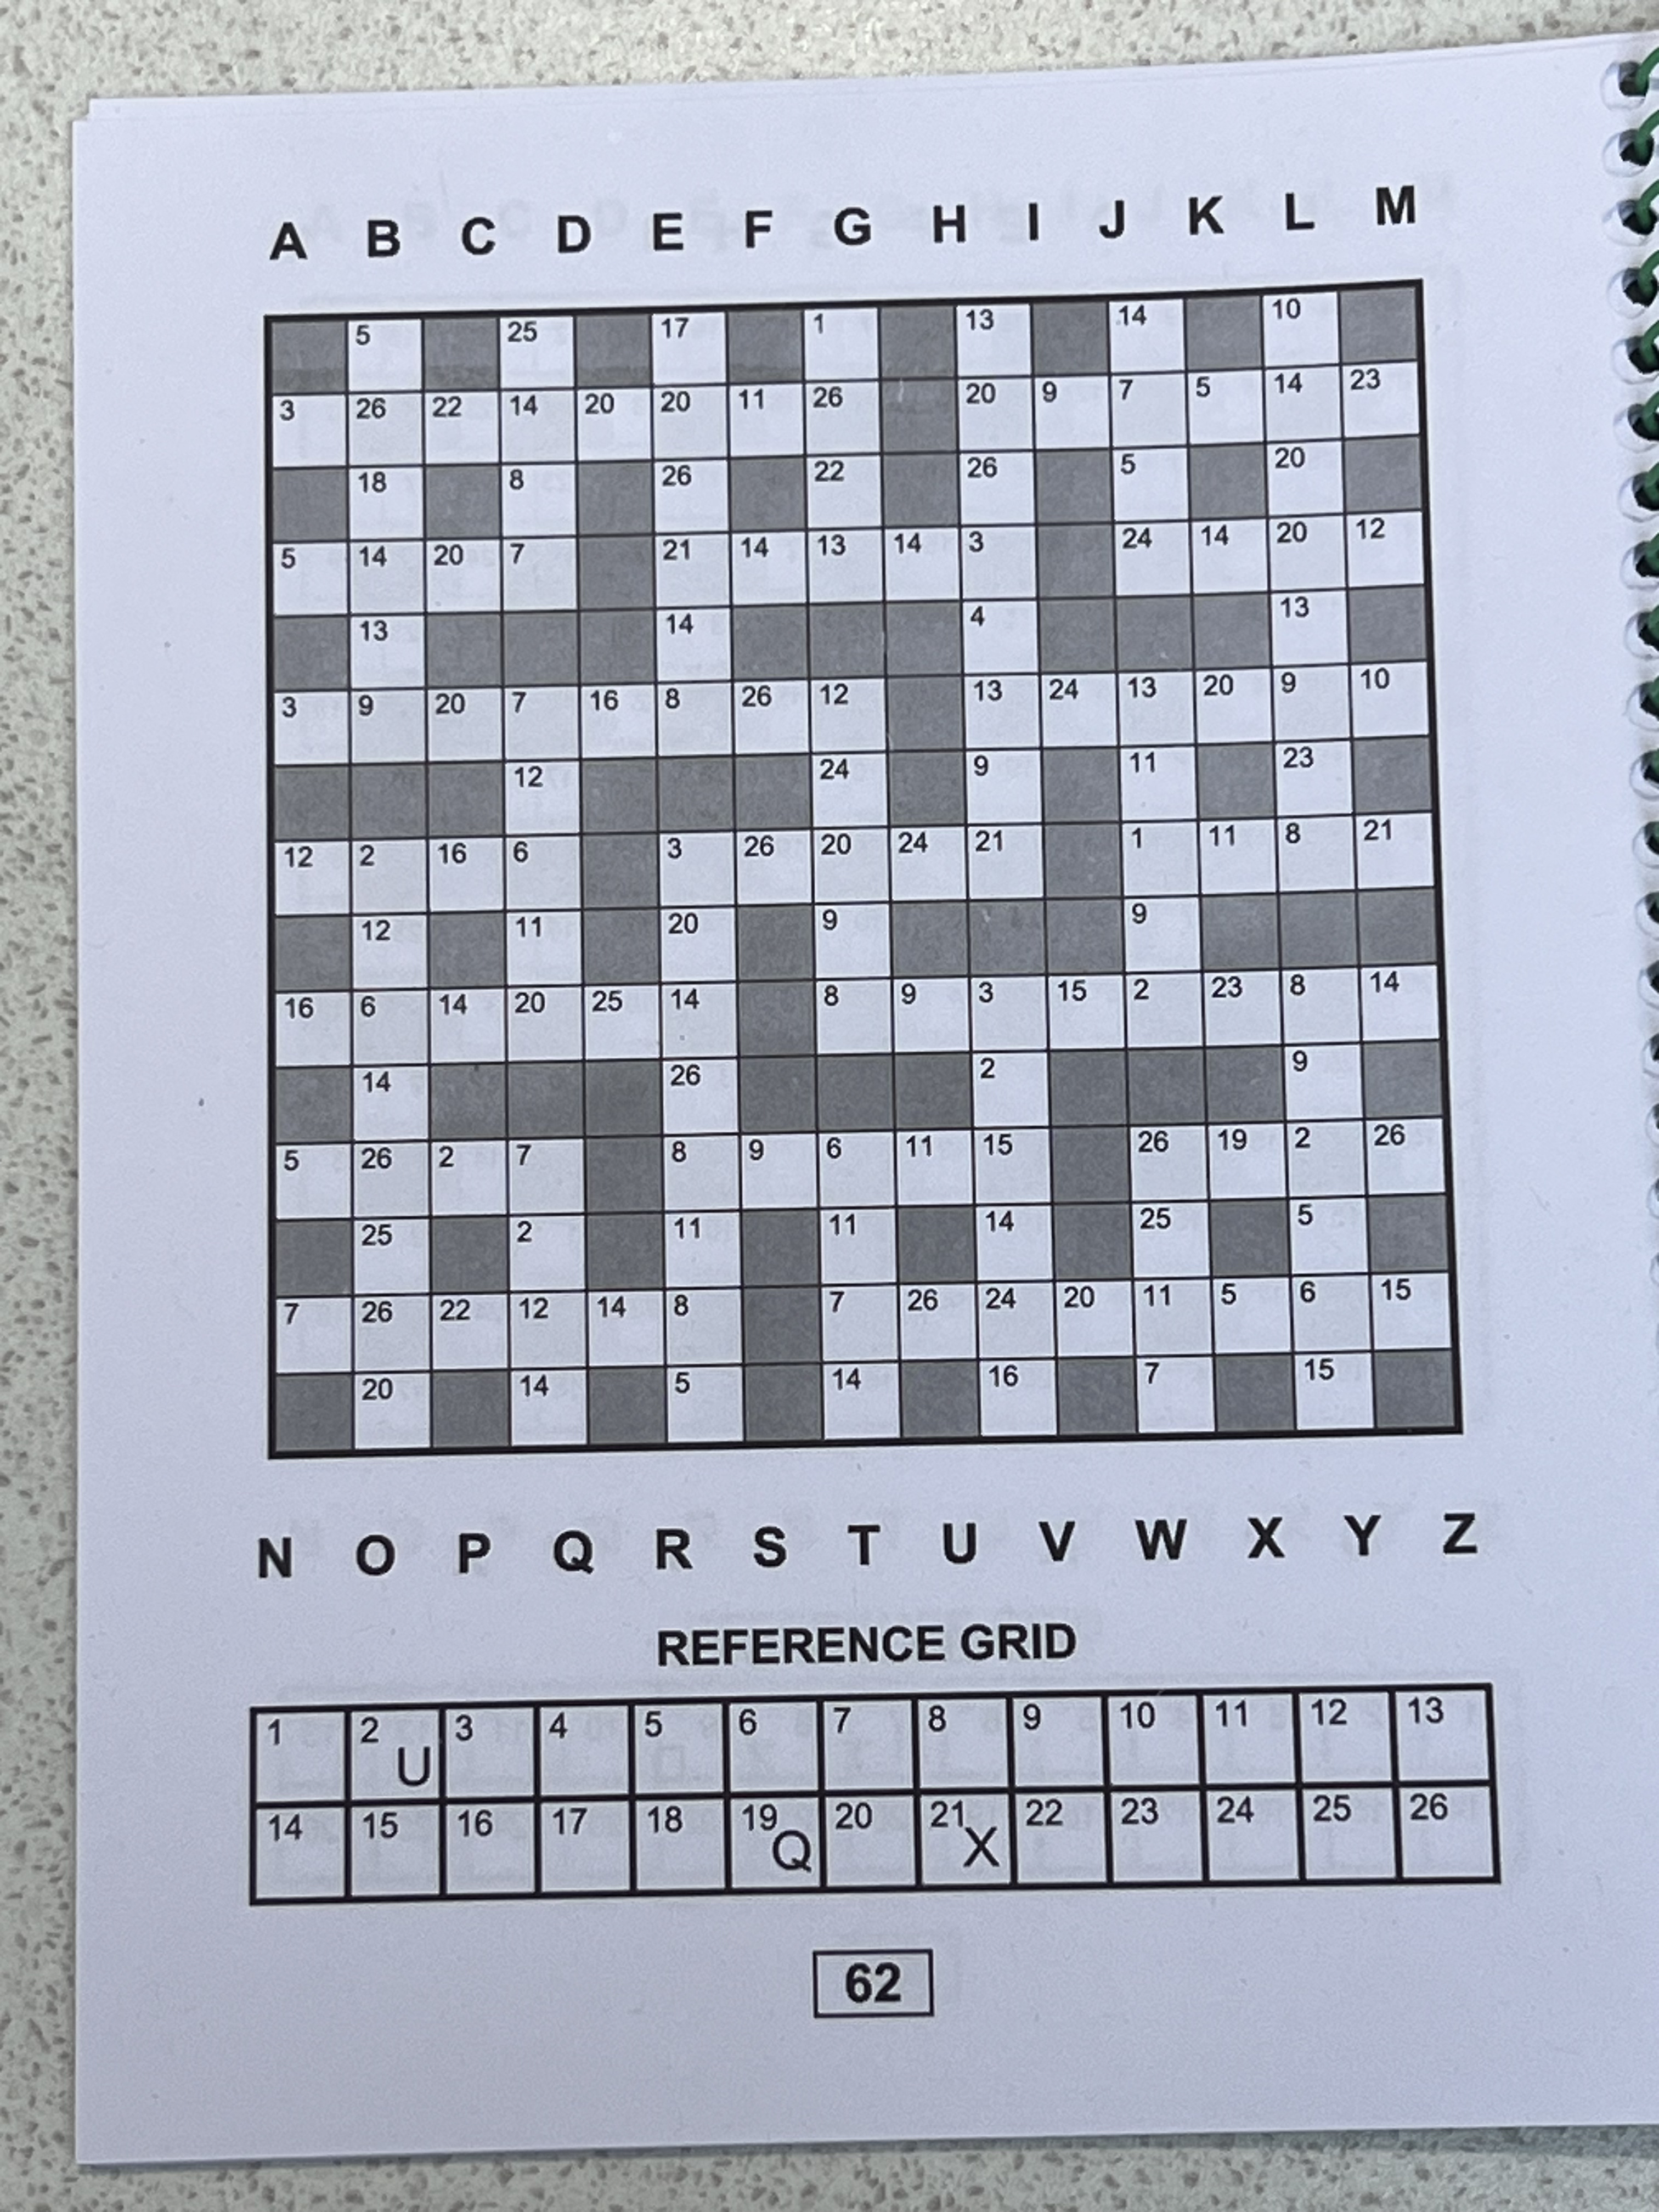 A B C D E F G H I J K L M
5 25 17 1 13 14 10
3 26 22 14 20 20 11 26 20 9 7 5 14 23
18 8 26 22 26 5 20
5 14 20 7 21 14 13 14 3 24 14 20 12
13 14 4 13
3 9 20 7 16 8 26 12 13 24 13 20 9 10
12 24 9 11 23
12 2 16 6 3 26 20 24 21 1 11 8 21
12 11 20 9 9
16 6 14 20 25 14 8 9 3 15 2 23 8 14
14 26 2 9
5 26 2 7 8 9 6 11 15 26 19 2 26
25 2 11 11 14 25 5
7 26 22 12 14 8 7 26 24 20 11 5 6 15
20 14 5 14 16 7 15
N O P Q R S T U V W X Y Z
REFERENCE GRID
1 2 U 3 4 5 6 7 8 9 10 11 12 13
14 15 16 17 18 19 Q 20 21 X 22 23 24 25 26
62